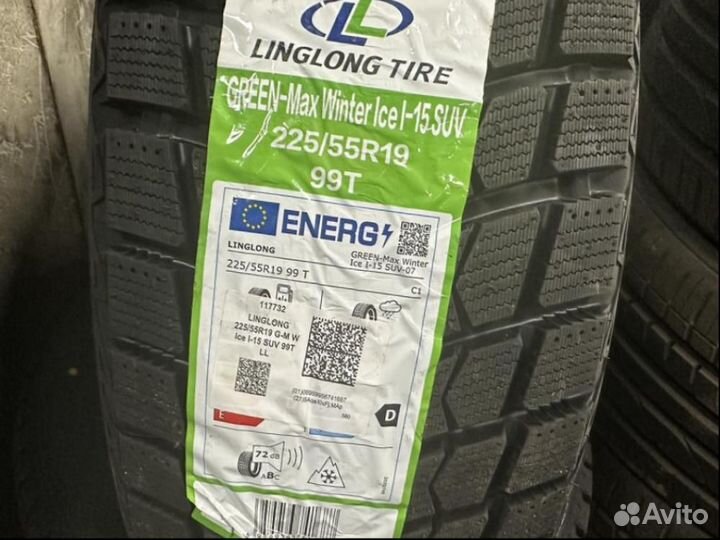 LINGLONG TIRE
GREEN-Max Winter Ice I-15 SUV
225/55R19
99T
ENERG
LINGLONG
GREEN-Max Winter
Ice I-15 SUV-07
225/55R19 99 T
C1
117732
LINGLONG
225/55R19 G-M W
Ice I-15 SUV 99T
LL
E
D
72 dB
ABC
Avito